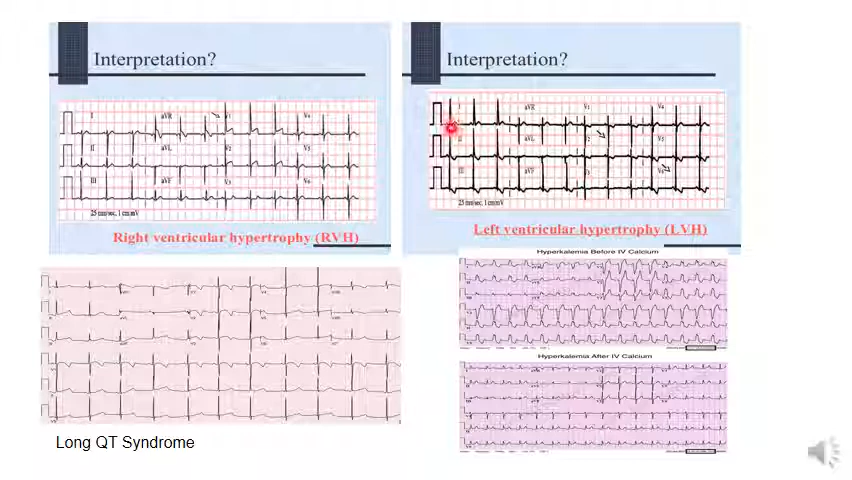 Interpretation?
I aVR V1 V4
II aVL V2 V5
III aVF V3 V6
25 mm/sec, 1 cm/mV
Right ventricular hypertrophy (RVH)
Interpretation?
I aVR V1 V4
II aVL V2 V5
III aVF V3 V6
25 mm/sec, 1 cm/mV
Left ventricular hypertrophy (LVH)
Long QT Syndrome
Hyperkalemia Before IV Calcium
Hyperkalemia After IV Calcium